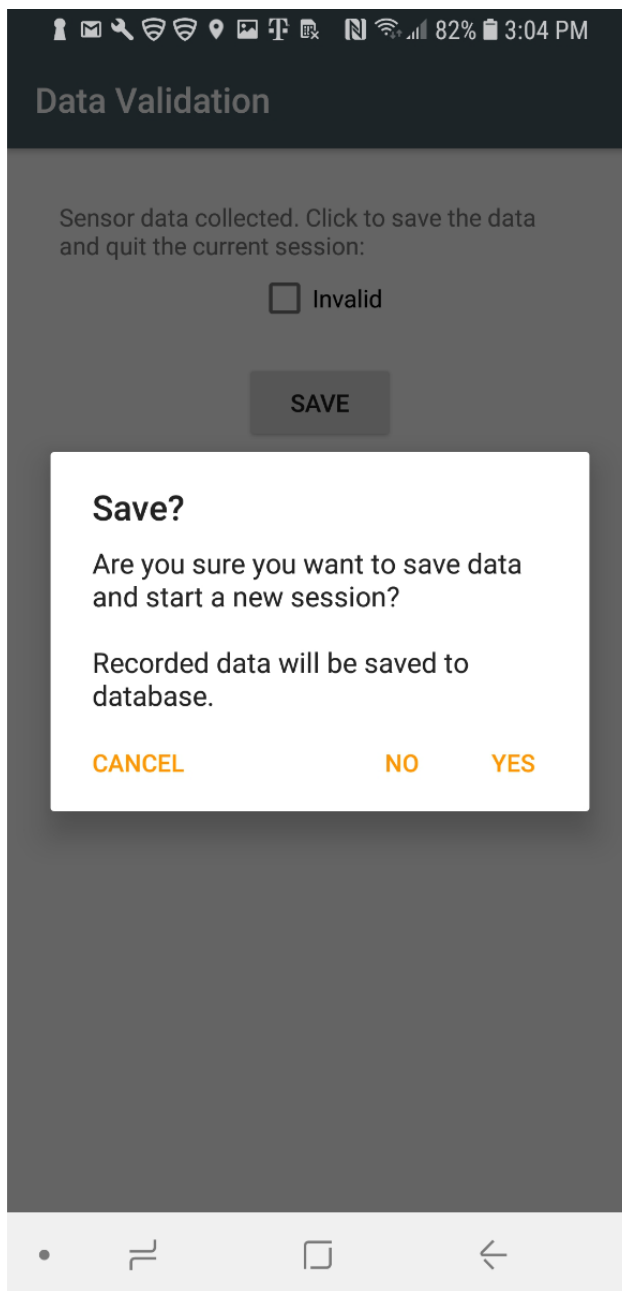 82% 3:04 PM
Data Validation
Sensor data collected. Click to save the data
and quit the current session:
Invalid
SAVE
Save?
Are you sure you want to save data
and start a new session?
Recorded data will be saved to
database.
CANCEL NO YES